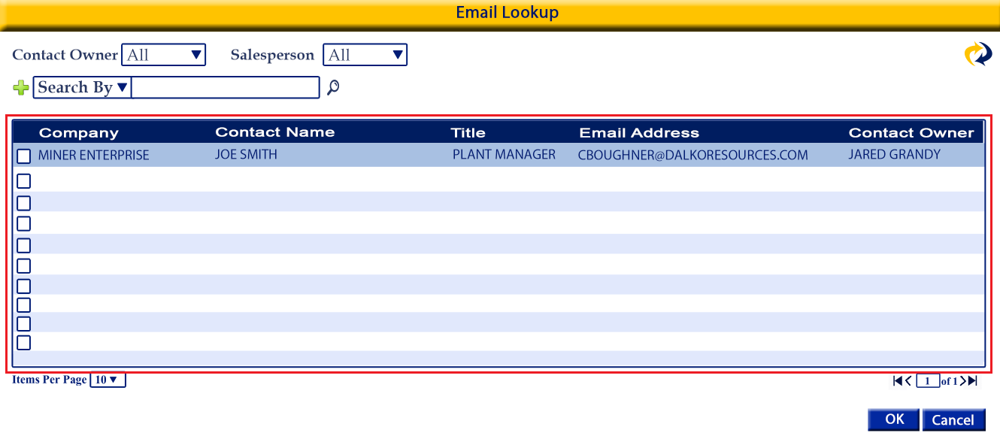 Email Lookup
Contact Owner All Salesperson All
Search By
Company Contact Name Title Email Address Contact Owner
MINER ENTERPRISE JOE SMITH PLANT MANAGER CBOUGHNER@DALKORESOURCES.COM JARED GRANDY
Items Per Page 10 1 of 1
OK Cancel